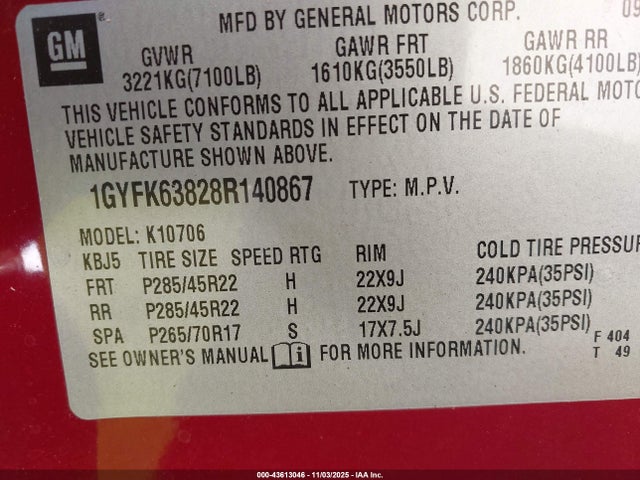 GM
MFD BY GENERAL MOTORS CORP. 09
GVWR GAWR FRT GAWR RR
3221KG(7100LB) 1610KG(3550LB) 1860KG(4100LB
THIS VEHICLE CONFORMS TO ALL APPLICABLE U.S. FEDERAL MOTO
VEHICLE SAFETY STANDARDS IN EFFECT ON THE DATE OF
MANUFACTURE SHOWN ABOVE.
1GYFK63828R140867 TYPE: M.P.V.
MODEL: K10706
KBJ5 TIRE SIZE SPEED RTG RIM COLD TIRE PRESSUR
FRT P285/45R22 H 22X9J 240KPA(35PSI)
RR P285/45R22 H 22X9J 240KPA(35PSI)
SPA P265/70R17 S 17X7.5J 240KPA(35PSI)
SEE OWNER'S MANUAL i FOR MORE INFORMATION.
F 404
T 49
000-43613046 - 11/03/2025 - IAA Inc.